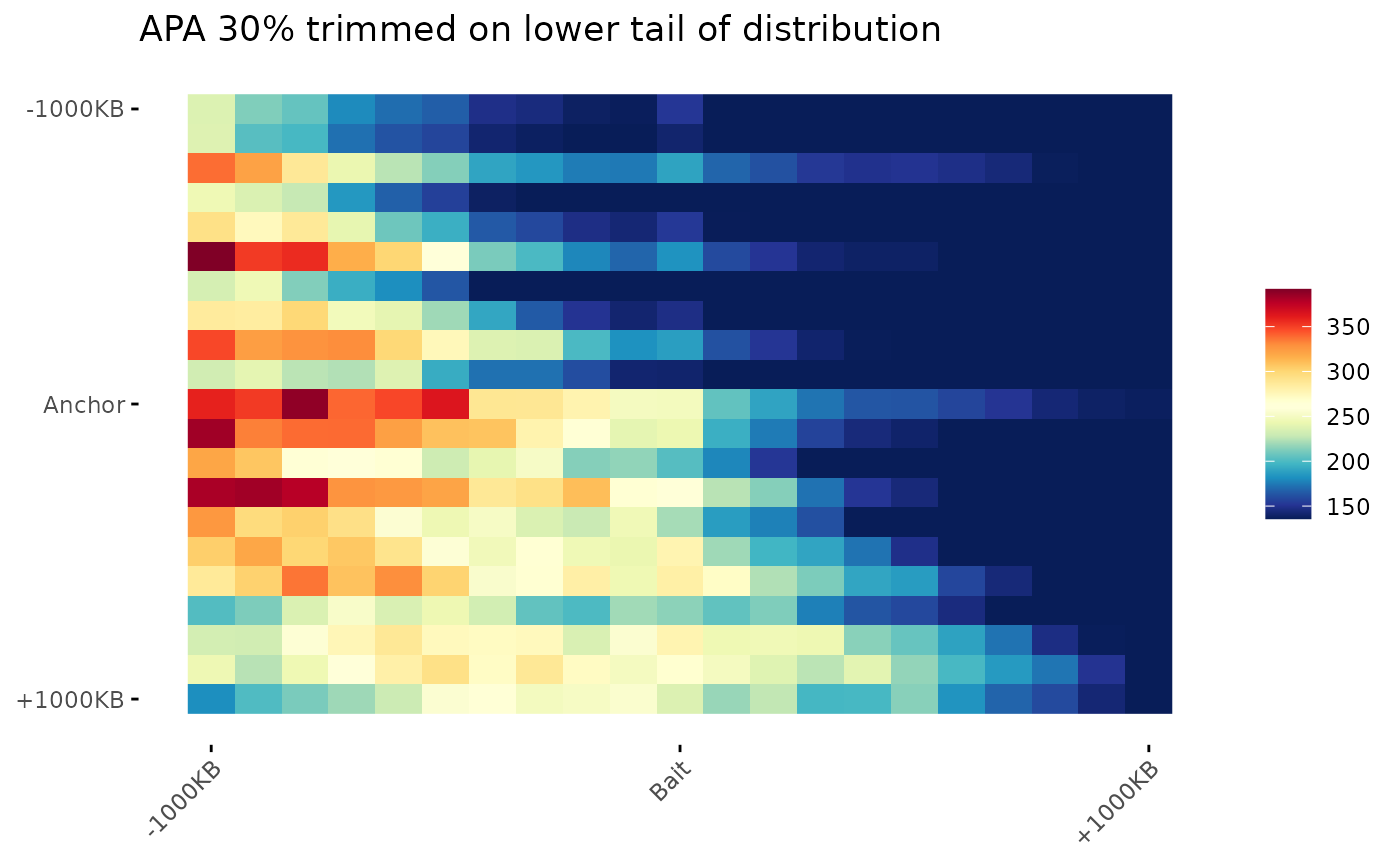 APA 30% trimmed on lower tail of distribution
-1000KB
Anchor
+1000KB
350
300
250
200
150
-1000KB
Bait
+1000KB